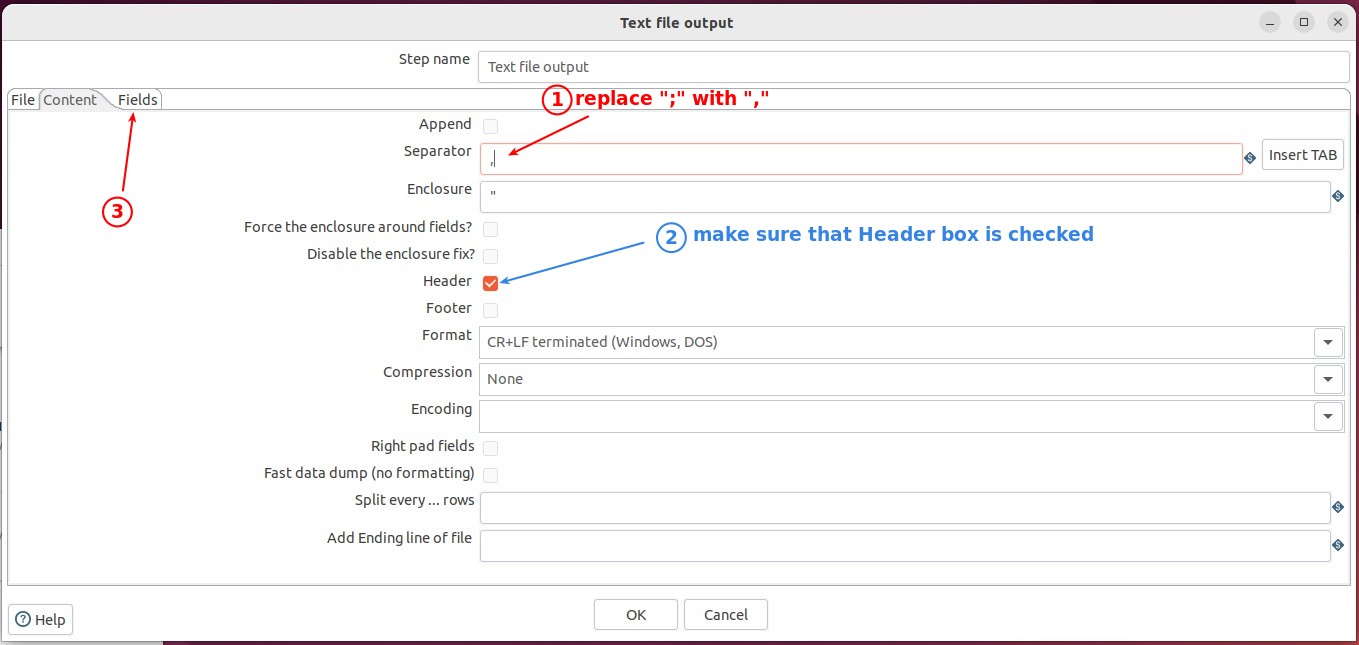 Text file output
Step name Text file output
File Content Fields
① replace ";" with ","
Append
Separator , Insert TAB
Enclosure "
③
Force the enclosure around fields?
② make sure that Header box is checked
Disable the enclosure fix?
Header
Footer
Format CR+LF terminated (Windows, DOS)
Compression None
Encoding
Right pad fields
Fast data dump (no formatting)
Split every ... rows
Add Ending line of file
Help OK Cancel